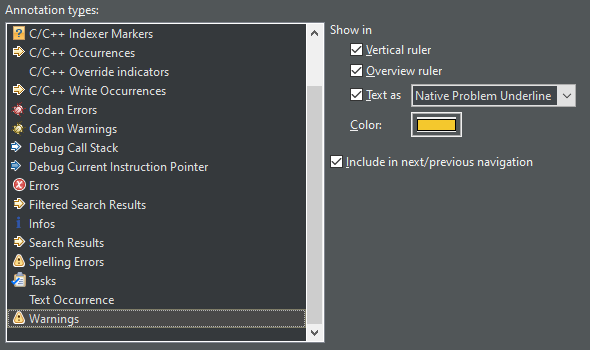 Annotation types:
C/C++ Indexer Markers
C/C++ Occurrences
C/C++ Override indicators
C/C++ Write Occurrences
Codan Errors
Codan Warnings
Debug Call Stack
Debug Current Instruction Pointer
Errors
Filtered Search Results
Infos
Search Results
Spelling Errors
Tasks
Text Occurrence
Warnings
Show in
Vertical ruler
Overview ruler
Text as Native Problem Underline
Color:
Include in next/previous navigation